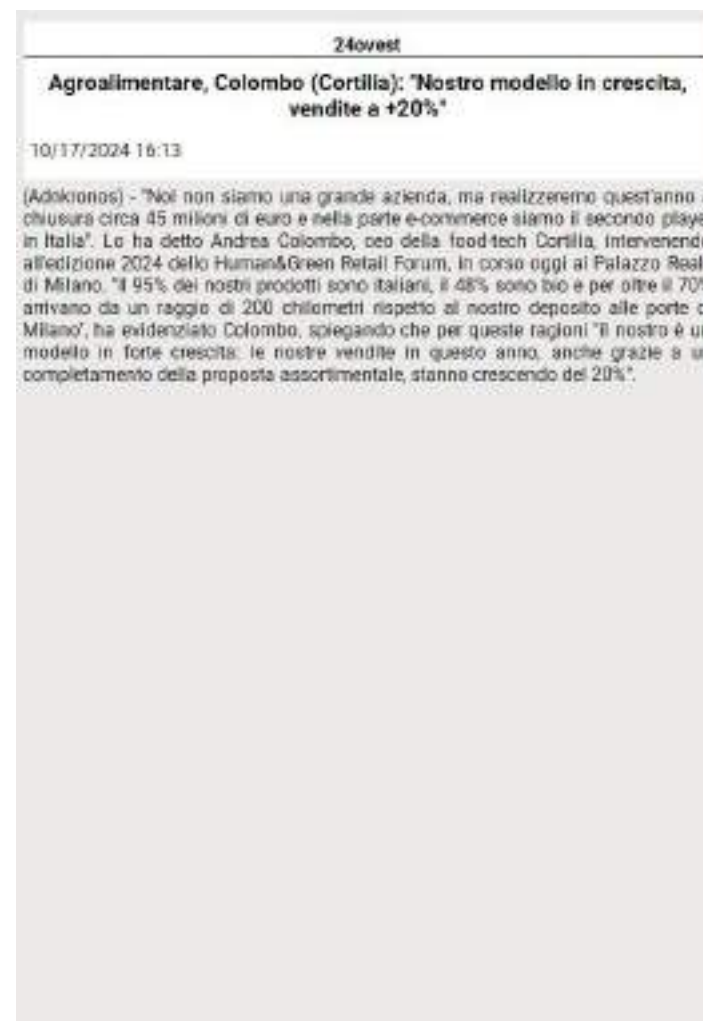 24ovest
Agroalimentare, Colombo (Cortilia): "Nostro modello in crescita,
vendite a +20%"
10/17/2024 16:13
(Adnkronos) - "Noi non siamo una grande azienda, ma realizzeremo quest'anno
chiusura circa 45 milioni di euro e nella parte e-commerce siamo il secondo playe
in Italia". Lo ha detto Andrea Colombo, ceo della food-tech Cortilia, intervenendo
all'edizione 2024 dello Human&Green Retail Forum, in corso oggi al Palazzo Real
di Milano. "Il 95% dei nostri prodotti sono italiani, il 48% sono bio e per oltre il 70%
arrivano da un raggio di 200 chilometri rispetto al nostro deposito alle porte d
Milano", ha evidenziato Colombo, spiegando che per queste ragioni "il nostro è un
modello in forte crescita: le nostre vendite in questo anno, anche grazie a un
completamento della proposta assortimentale, stanno crescendo del 20%".